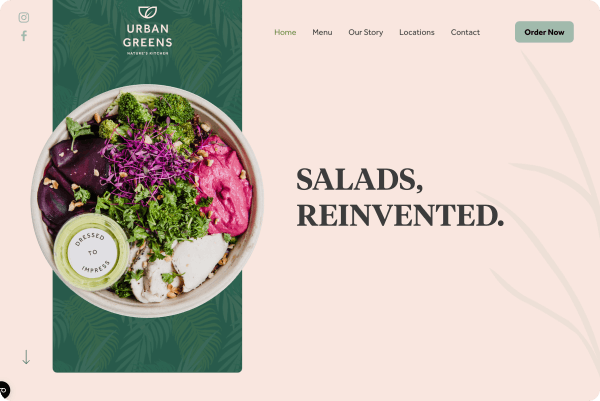 URBAN
GREENS
NATURE'S KITCHEN
Home
Menu
Our Story
Locations
Contact
Order Now
SALADS,
REINVENTED.
DRESSED
TO
IMPRESS